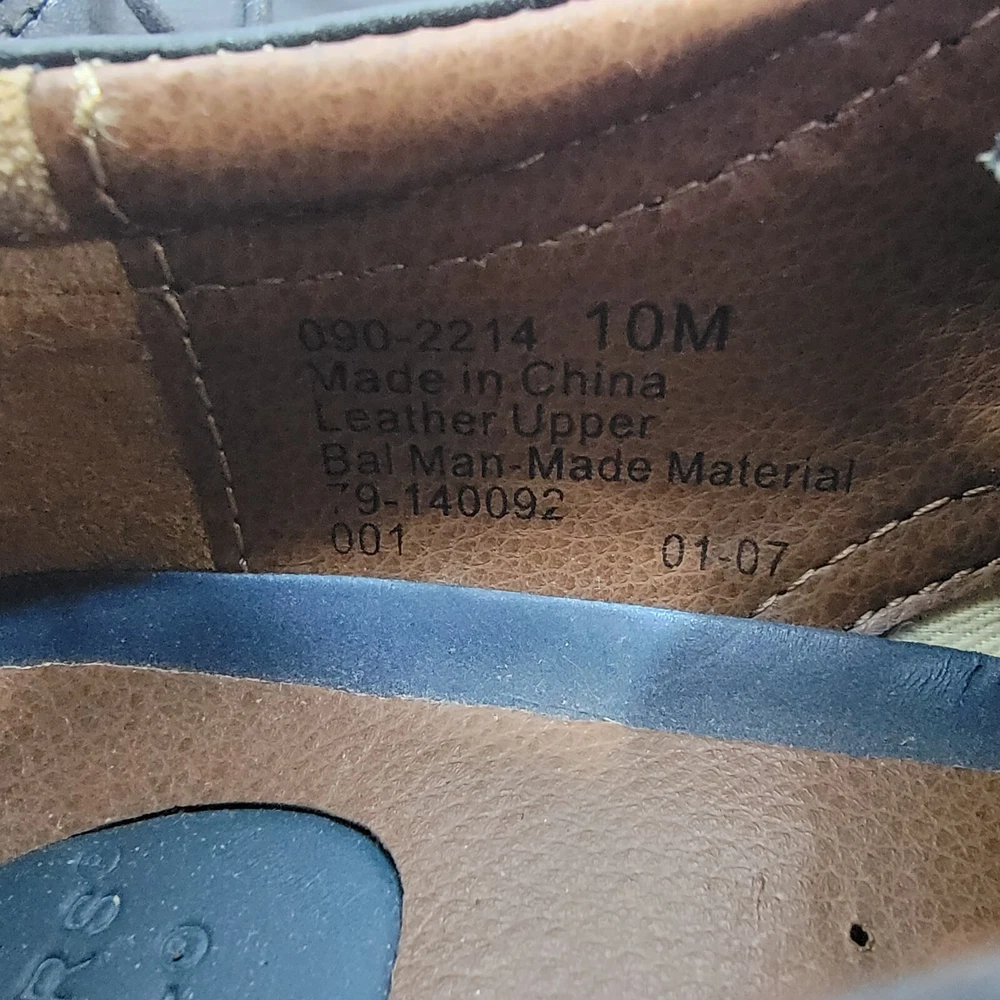 090-2214 10M
Made in China
Leather Upper
Bal Man-Made Material
79-140092
001 01-07